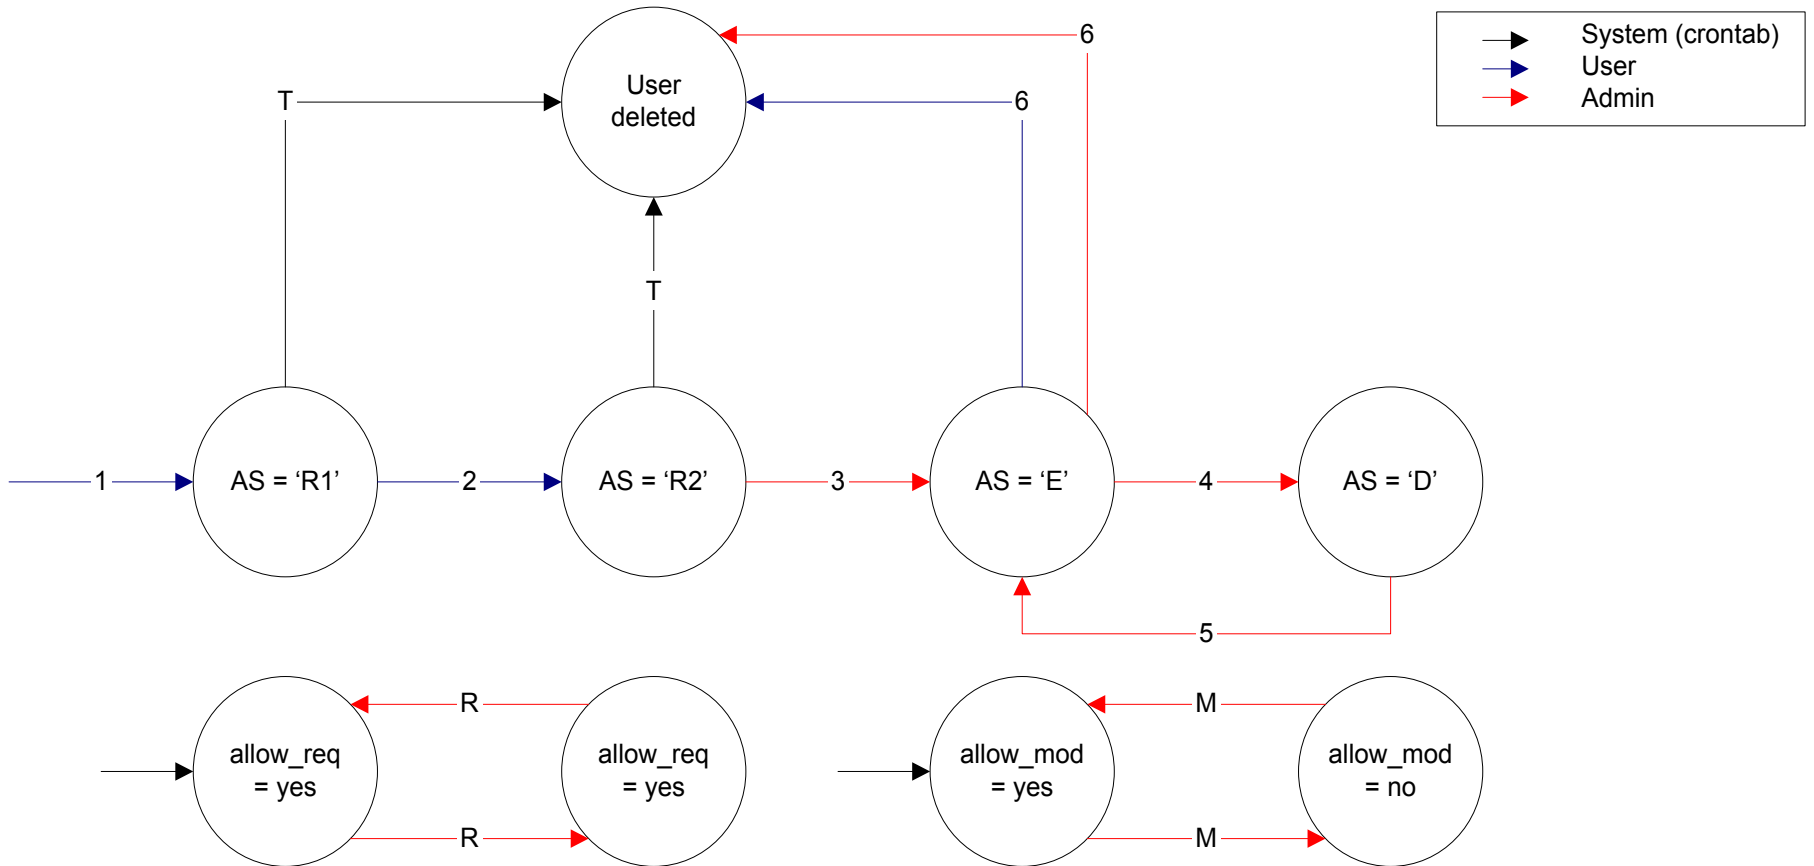 6
System (crontab)
User
Admin
User
deleted
T
6
T
1
AS = ‘R1’
2
AS = ‘R2’
3
AS = ‘E’
4
AS = ‘D’
5
R
M
allow_req
= yes
allow_req
= yes
allow_mod
= yes
allow_mod
= no
R
M